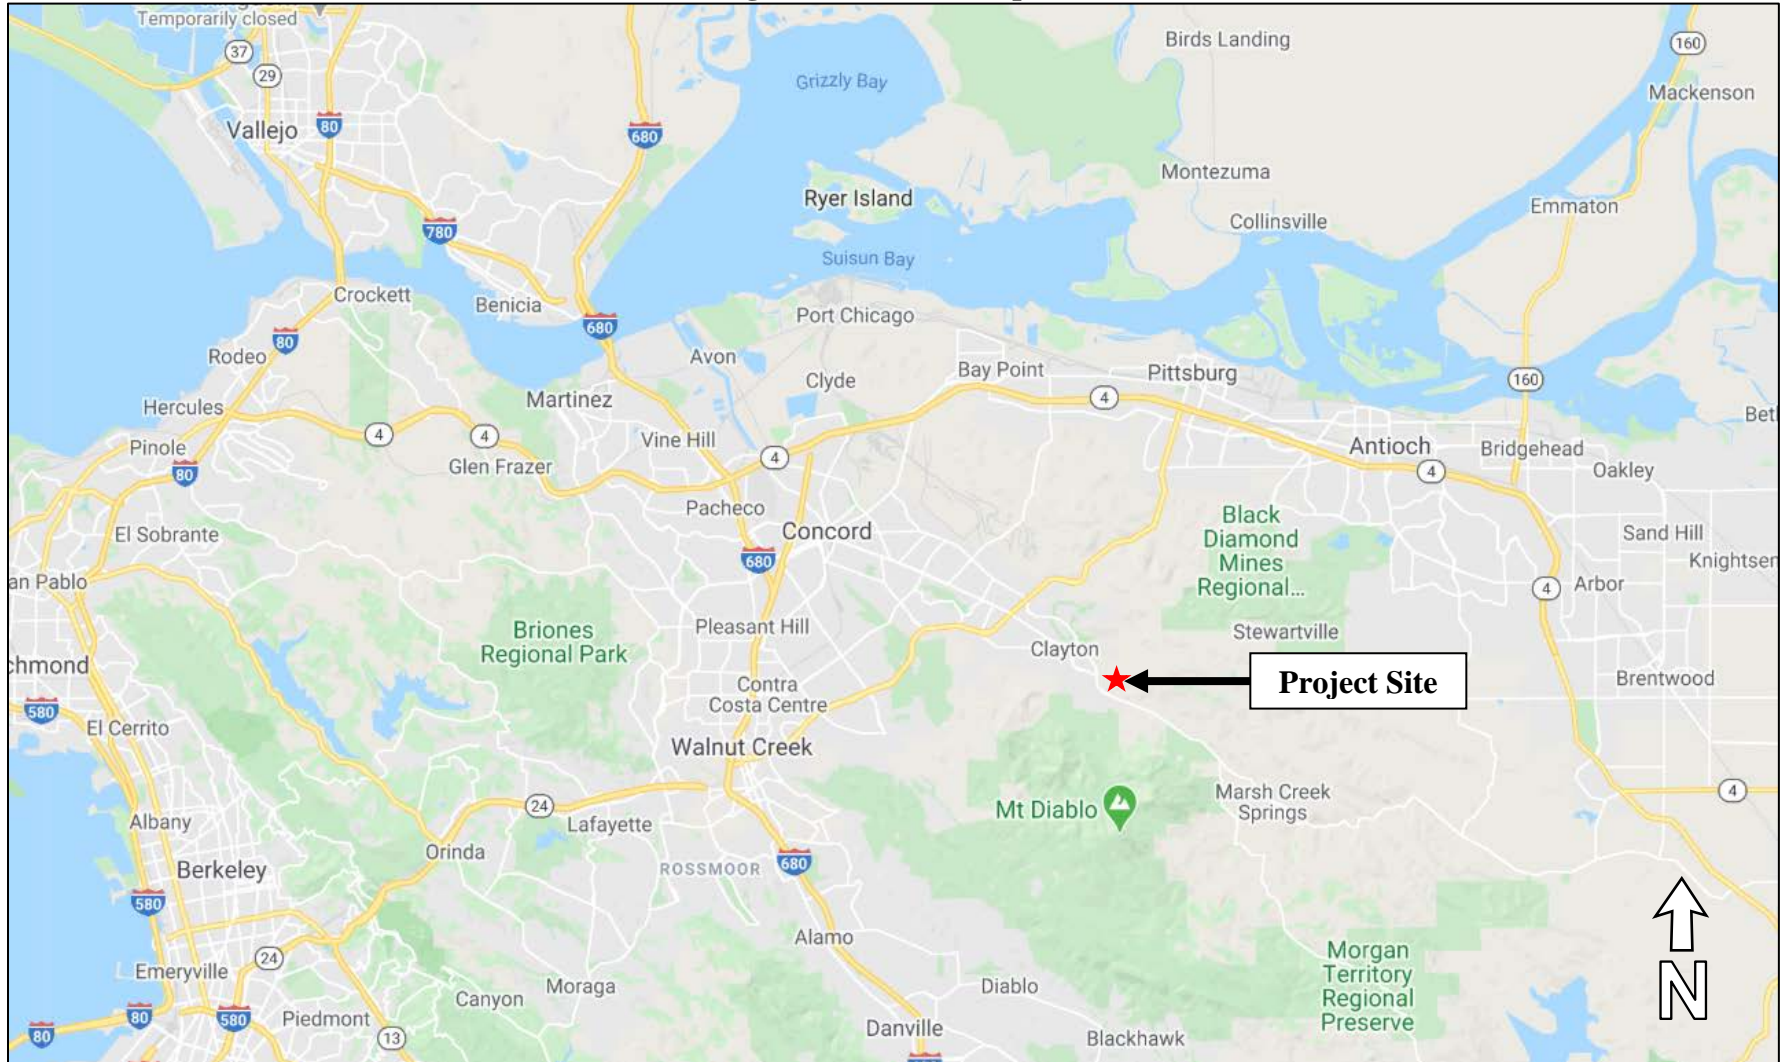 Temporarily closed
Birds Landing
160
37
29
Grizzly Bay
Mackenson
Vallejo
80
680
Montezuma
Ryer Island
Emmaton
Collinsville
780
Suisun Bay
Crockett
Benicia
Port Chicago
680
80
Rodeo
Avon
Clyde
Bay Point
Pittsburg
160
Hercules
Martinez
4
Bet
4
4
Vine Hill
Pinole
Antioch
Bridgehead
Glen Frazer
4
4
Oakley
80
Pacheco
Black
Diamond
Mines
Regional...
El Sobrante
Concord
Sand Hill
680
Knightsen
an Pablo
4
Arbor
Briones
Regional Park
Pleasant Hill
Stewartville
Clayton
chmond
Project Site
Brentwood
Contra
Costa Centre
580
El Cerrito
Walnut Creek
Marsh Creek
Springs
4
24
Mt Diablo
Albany
Lafayette
Orinda
Berkeley
ROSSMOOR
680
580
Alamo
Morgan
Territory
Regional
Preserve
24
Emeryville
Canyon
Moraga
Diablo
N
80
80
580
Piedmont
13
Danville
Blackhawk